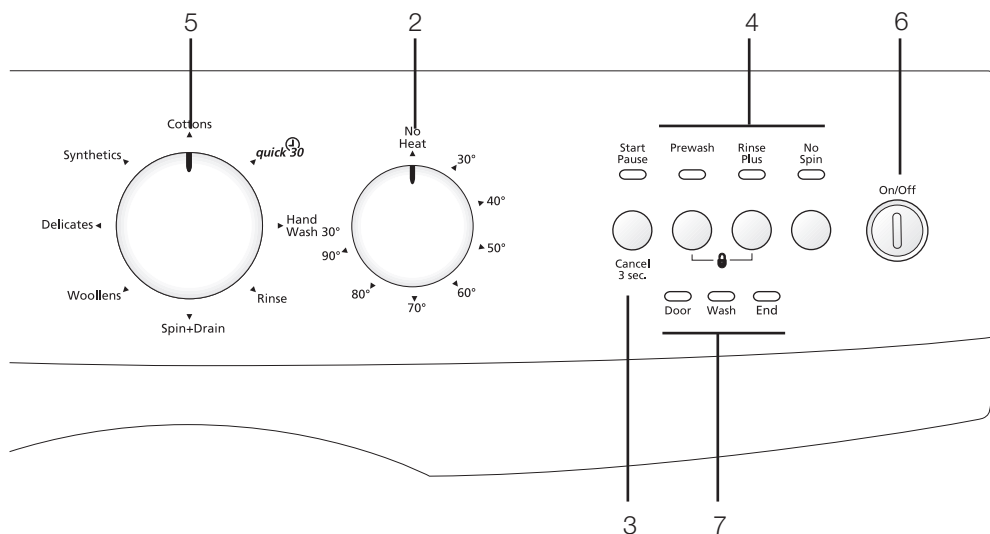 5
2
4
6
Cottons
quick 30
Synthetics
Delicates
Hand
Wash 30°
Woollens
Rinse
Spin+Drain
No
Heat
30°
40°
50°
60°
70°
80°
90°
Start
Pause
Prewash
Rinse
Plus
No
Spin
On/Off
Cancel
3 sec.
Door
Wash
End
3
7